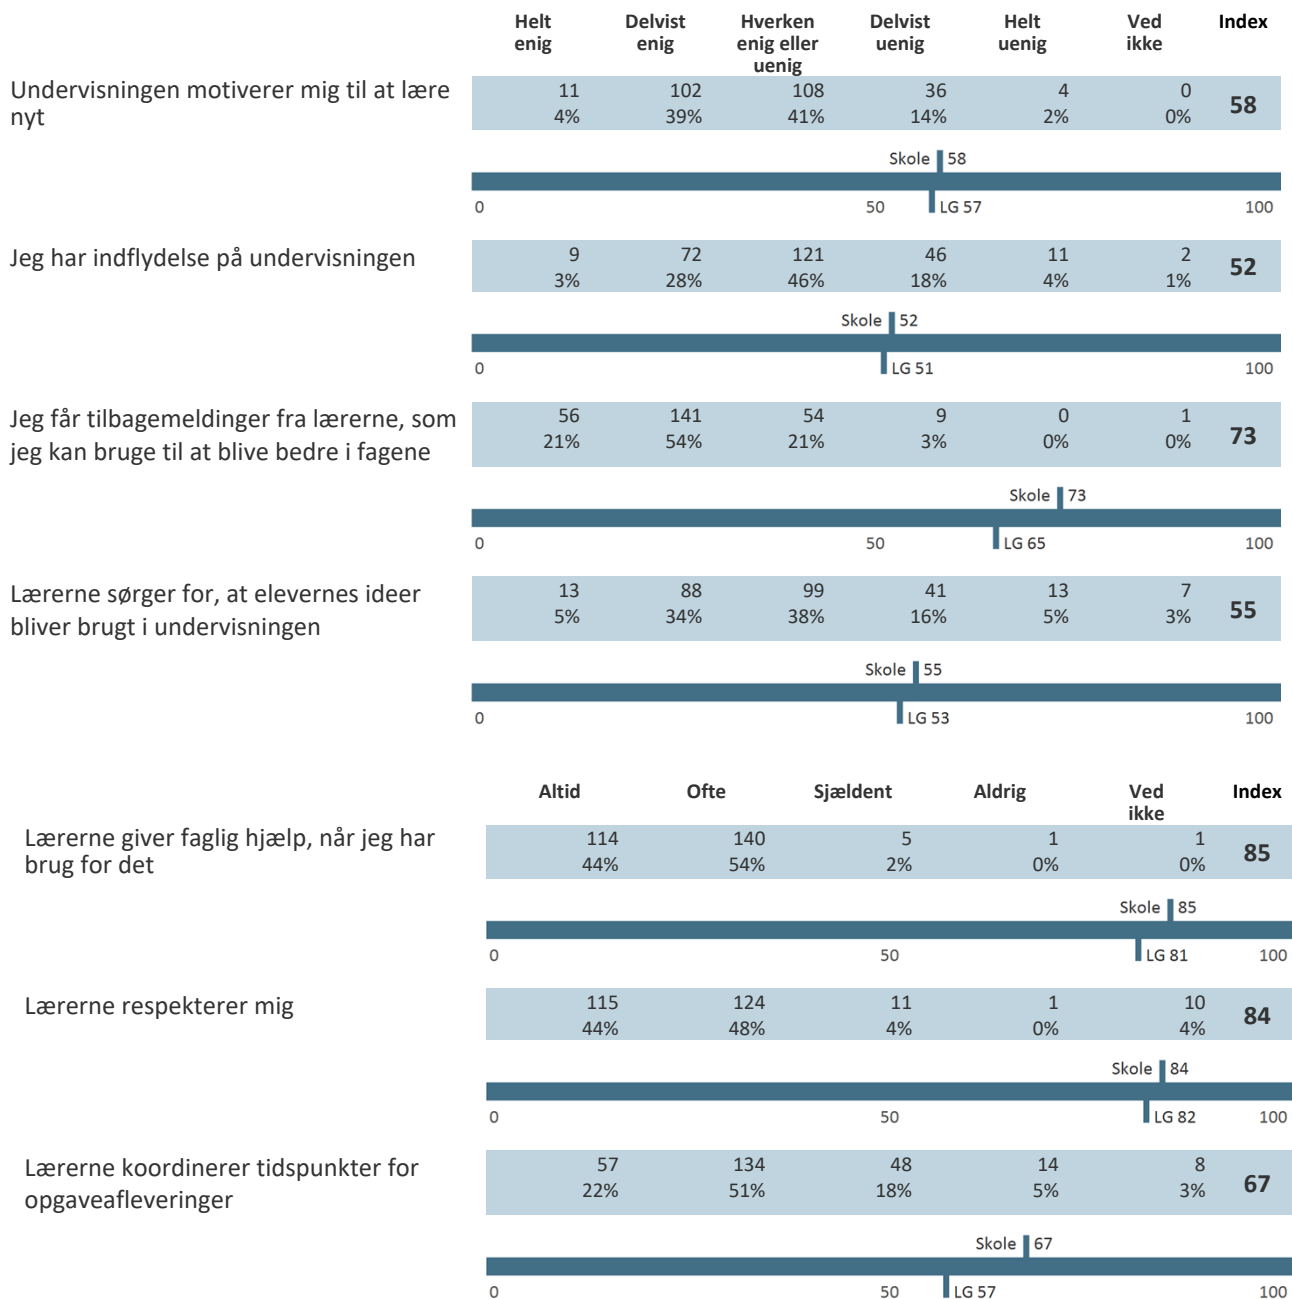 Helt Delvist Hverken Delvist Helt Ved Index
enig enig enig eller uenig uenig ikke
uenig
Undervisningen motiverer mig til at lære
nyt
11 102 108 36 4 0 58
4% 39% 41% 14% 2% 0%
Skole 58
0 50 LG 57 100
Jeg har indflydelse på undervisningen
9 72 121 46 11 2 52
3% 28% 46% 18% 4% 1%
Skole 52
0 LG 51 100
Jeg får tilbagemeldinger fra lærerne, som
jeg kan bruge til at blive bedre i fagene
56 141 54 9 0 1 73
21% 54% 21% 3% 0% 0%
Skole 73
0 50 LG 65 100
Lærerne sørger for, at elevernes ideer
bliver brugt i undervisningen
13 88 99 41 13 7 55
5% 34% 38% 16% 5% 3%
Skole 55
0 LG 53 100
Altid Ofte Sjældent Aldrig Ved Index
ikke
Lærerne giver faglig hjælp, når jeg har
brug for det
114 140 5 1 1 85
44% 54% 2% 0% 0%
Skole 85
0 50 LG 81 100
Lærerne respekterer mig
115 124 11 1 10 84
44% 48% 4% 0% 4%
Skole 84
0 50 LG 82 100
Lærerne koordinerer tidspunkter for
opgaveafleveringer
57 134 48 14 8 67
22% 51% 18% 5% 3%
Skole 67
0 50 LG 57 100